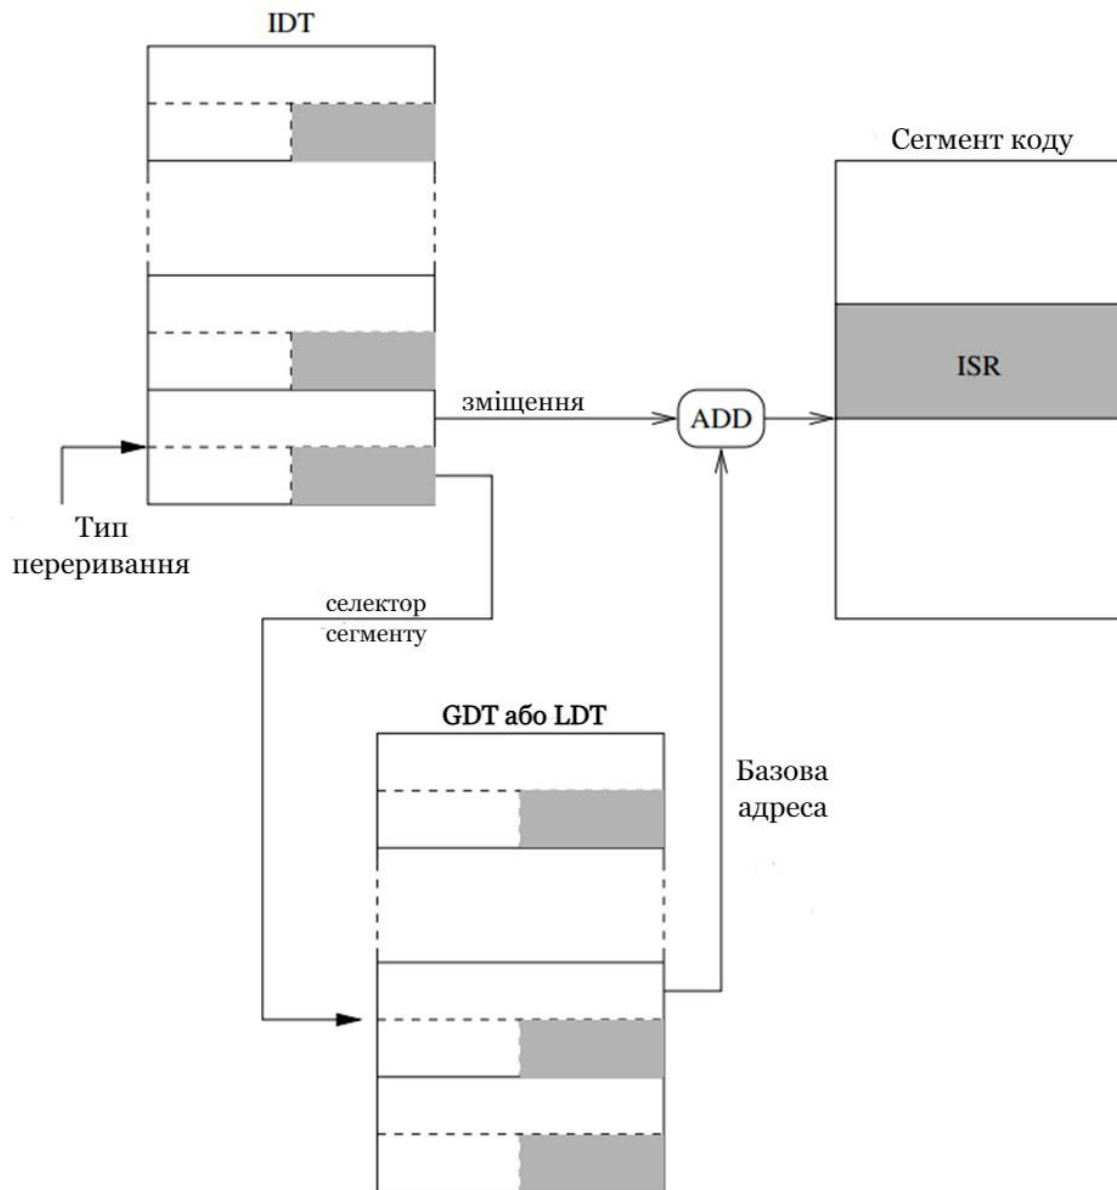 IDT
Сегмент коду
ISR
зміщення
ADD
Тип
переривання
селектор
сегменту
GDT або LDT
Базова
адреса